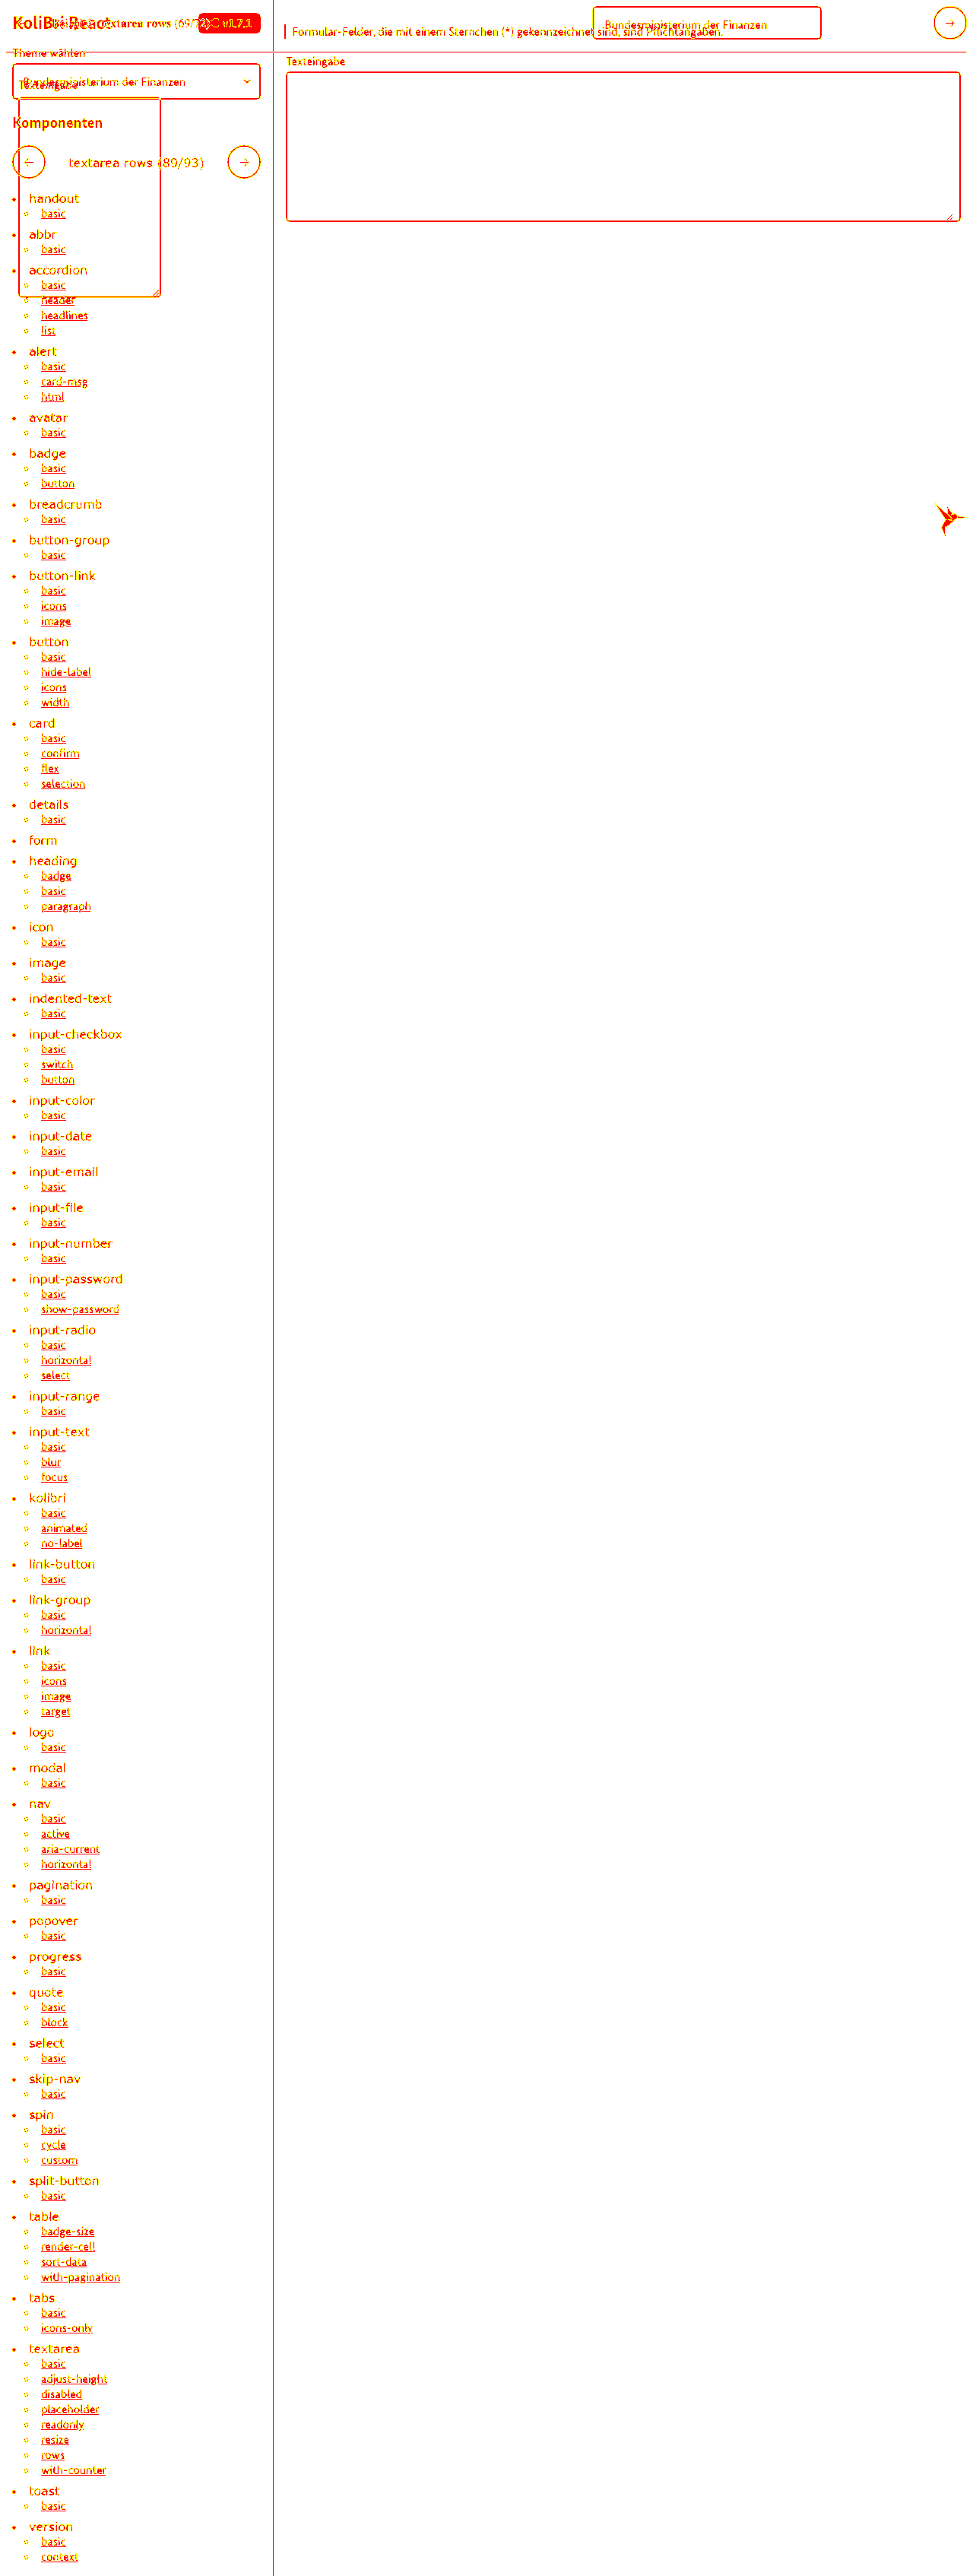 KoliBri React
textarea rows (69/72)
v1.7.1
Formular-Felder, die mit einem Sternchen (*) gekennzeichnet sind, sind Pflichtangaben.
Bundesministerium der Finanzen
Theme wählen
Bundesministerium der Finanzen
Texteingabe
Texteingabe
Komponenten
textarea rows (89/93)
handout
basic
abbr
basic
accordion
basic
header
headlines
list
alert
basic
card-msg
html
avatar
basic
badge
basic
button
breadcrumb
basic
button-group
basic
button-link
basic
icons
image
button
basic
hide-label
icons
width
card
basic
confirm
flex
selection
details
basic
form
heading
badge
basic
paragraph
icon
basic
image
basic
indented-text
basic
input-checkbox
basic
switch
button
input-color
basic
input-date
basic
input-email
basic
input-file
basic
input-number
basic
input-password
basic
show-password
input-radio
basic
horizontal
select
input-range
basic
input-text
basic
blur
focus
kolibri
basic
animated
no-label
link-button
basic
link-group
basic
horizontal
link
basic
icons
image
target
logo
basic
modal
basic
nav
basic
active
aria-current
horizontal
pagination
basic
popover
basic
progress
basic
quote
basic
block
select
basic
skip-nav
basic
spin
basic
cycle
custom
split-button
basic
table
badge-size
render-cell
sort-data
with-pagination
tabs
basic
icons-only
textarea
basic
adjust-height
disabled
placeholder
readonly
resize
rows
with-counter
toast
basic
version
basic
context